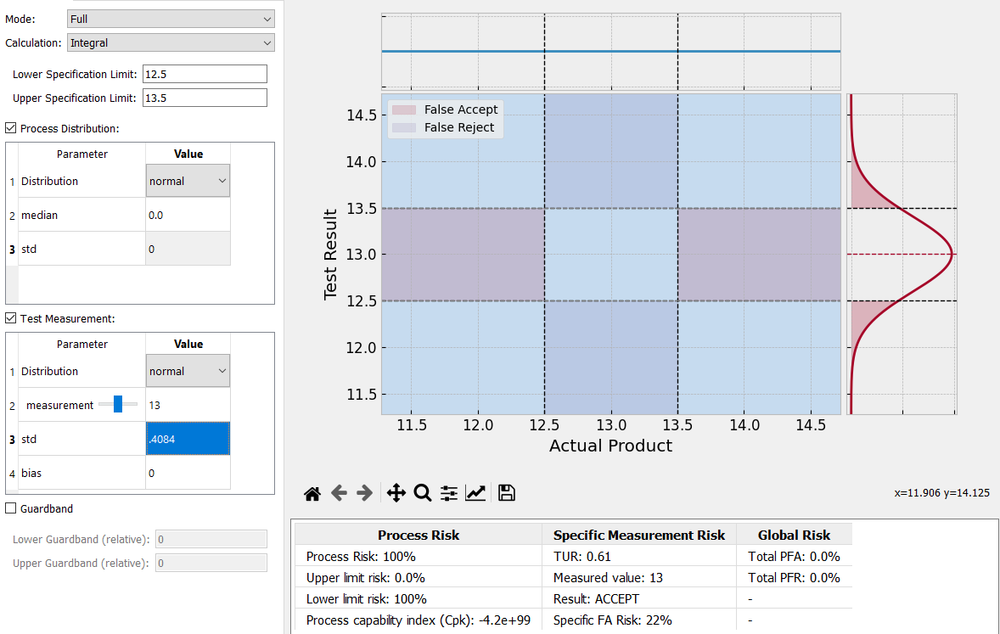 Mode: Full
Calculation: Integral
Lower Specification Limit: 12.5
Upper Specification Limit: 13.5
Process Distribution:
Parameter Value
1 Distribution normal
2 median 0.0
3 std 0
Test Measurement:
Parameter Value
1 Distribution normal
2 measurement 13
3 std .4084
4 bias 0
Guardband
Lower Guardband (relative): 0
Upper Guardband (relative): 0
False Accept
False Reject
14.5
14.0
13.5
13.0
12.5
12.0
11.5
Test Result
11.5 12.0 12.5 13.0 13.5 14.0 14.5
Actual Product
x=11.906 y=14.125
Process Risk Specific Measurement Risk Global Risk
Process Risk: 100% TUR: 0.61 Total PFA: 0.0%
Upper limit risk: 0.0% Measured value: 13 Total PFR: 0.0%
Lower limit risk: 100% Result: ACCEPT -
Process capability index (Cpk): -4.2e+99 Specific FA Risk: 22% -